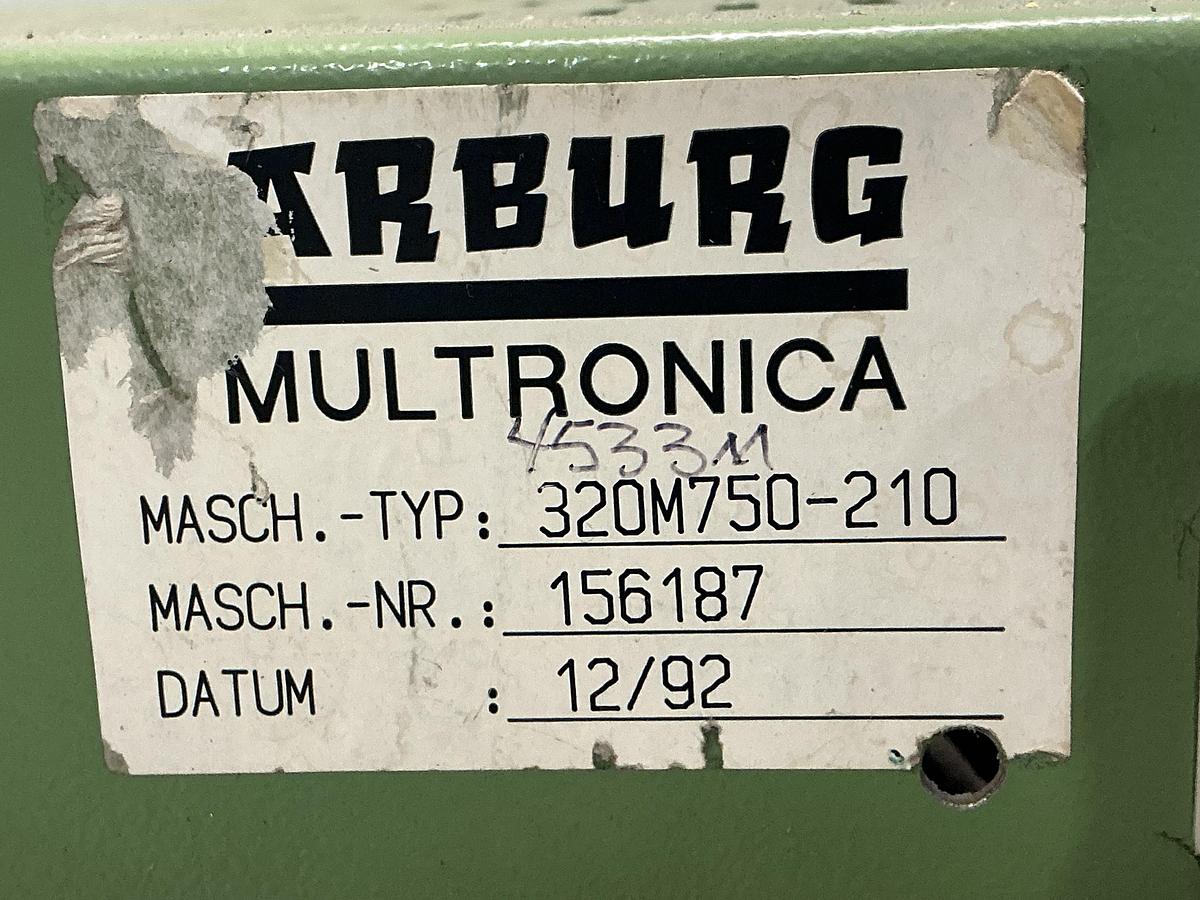 ARBURG
MULTRONICA
4533M
MASCH.-TYP: 320M750-210
MASCH.-NR.: 156187
DATUM : 12/92